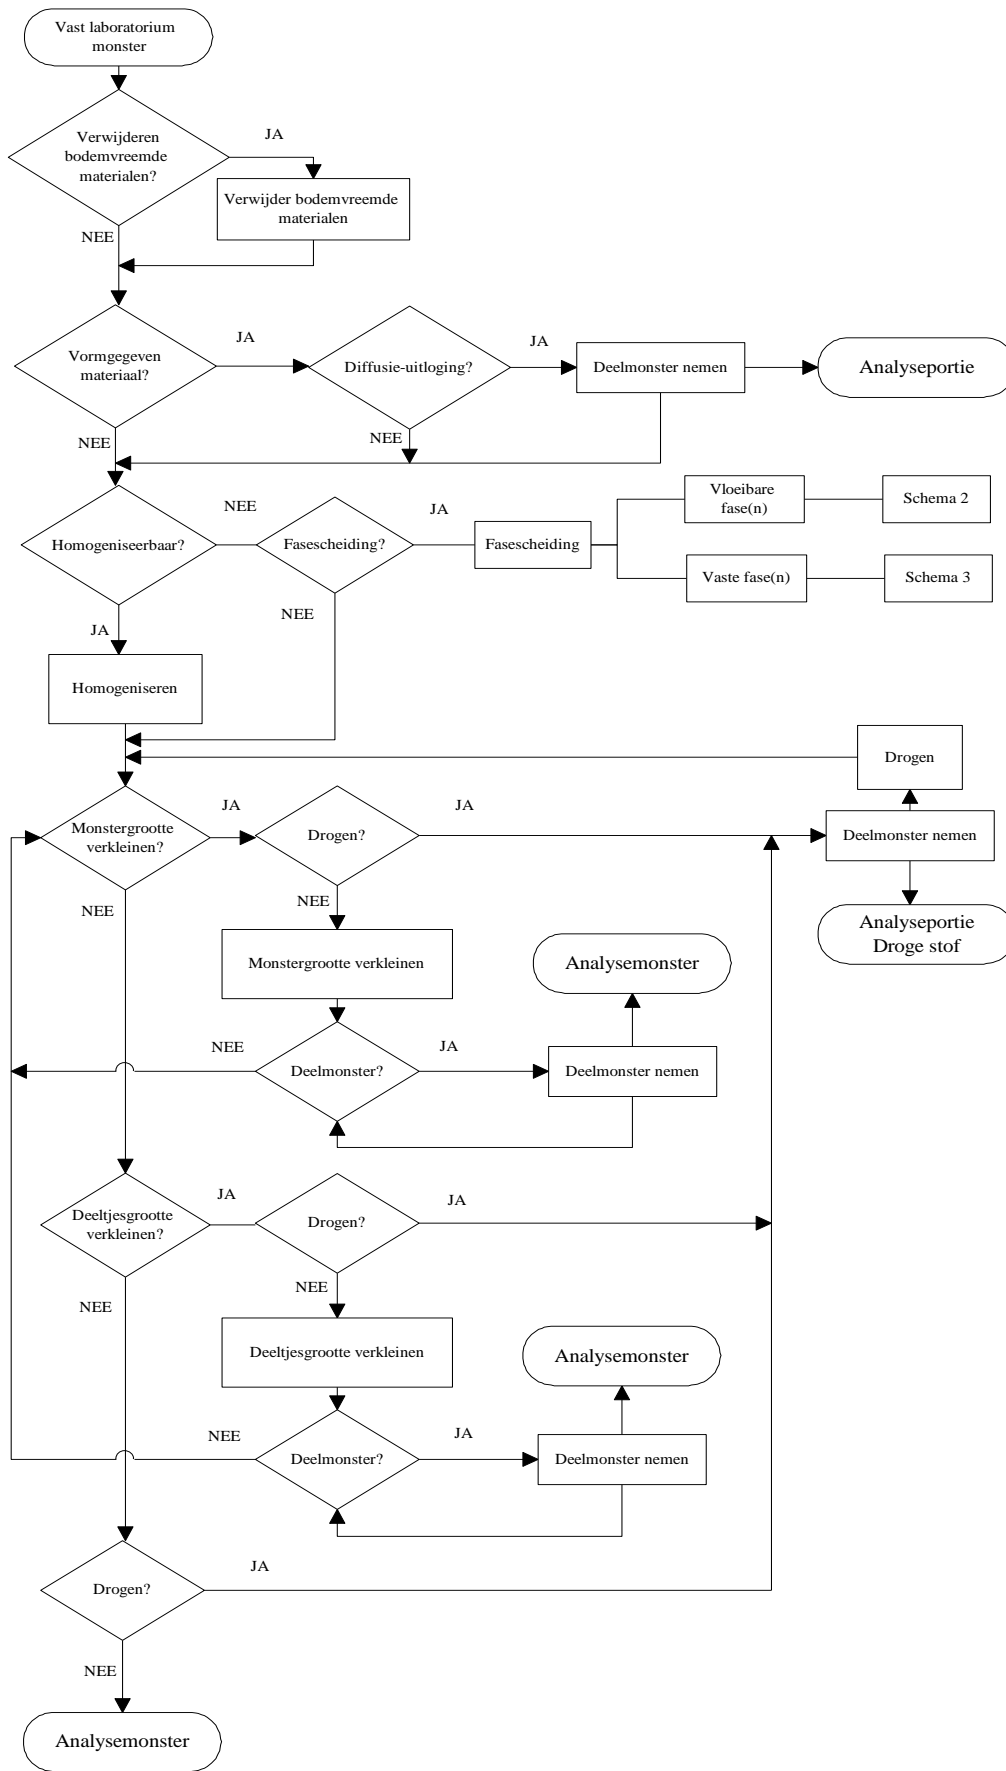 Vast laboratorium
monster
Verwijderen
bodemvreemde
materialen?
JA
Verwijder bodemvreemde
materialen
NEE
Vormgegeven
materiaal?
JA
Diffusie-uitloging?
JA
Deelmonster nemen
Analyseportie
NEE
NEE
Homogeniseerbaar?
NEE
Fasescheiding?
JA
Fasescheiding
Vloeibare
fase(n)
Schema 2
Vaste fase(n)
Schema 3
JA
NEE
Homogeniseren
Drogen
Monstergrootte
verkleinen?
JA
Drogen?
JA
Deelmonster nemen
NEE
NEE
Analyseportie
Droge stof
Monstergrootte verkleinen
Analysemonster
NEE
Deelmonster?
JA
Deelmonster nemen
Deeltjesgrootte
verkleinen?
JA
Drogen?
JA
NEE
NEE
Deeltjesgrootte verkleinen
Analysemonster
NEE
Deelmonster?
JA
Deelmonster nemen
Drogen?
JA
NEE
Analysemonster